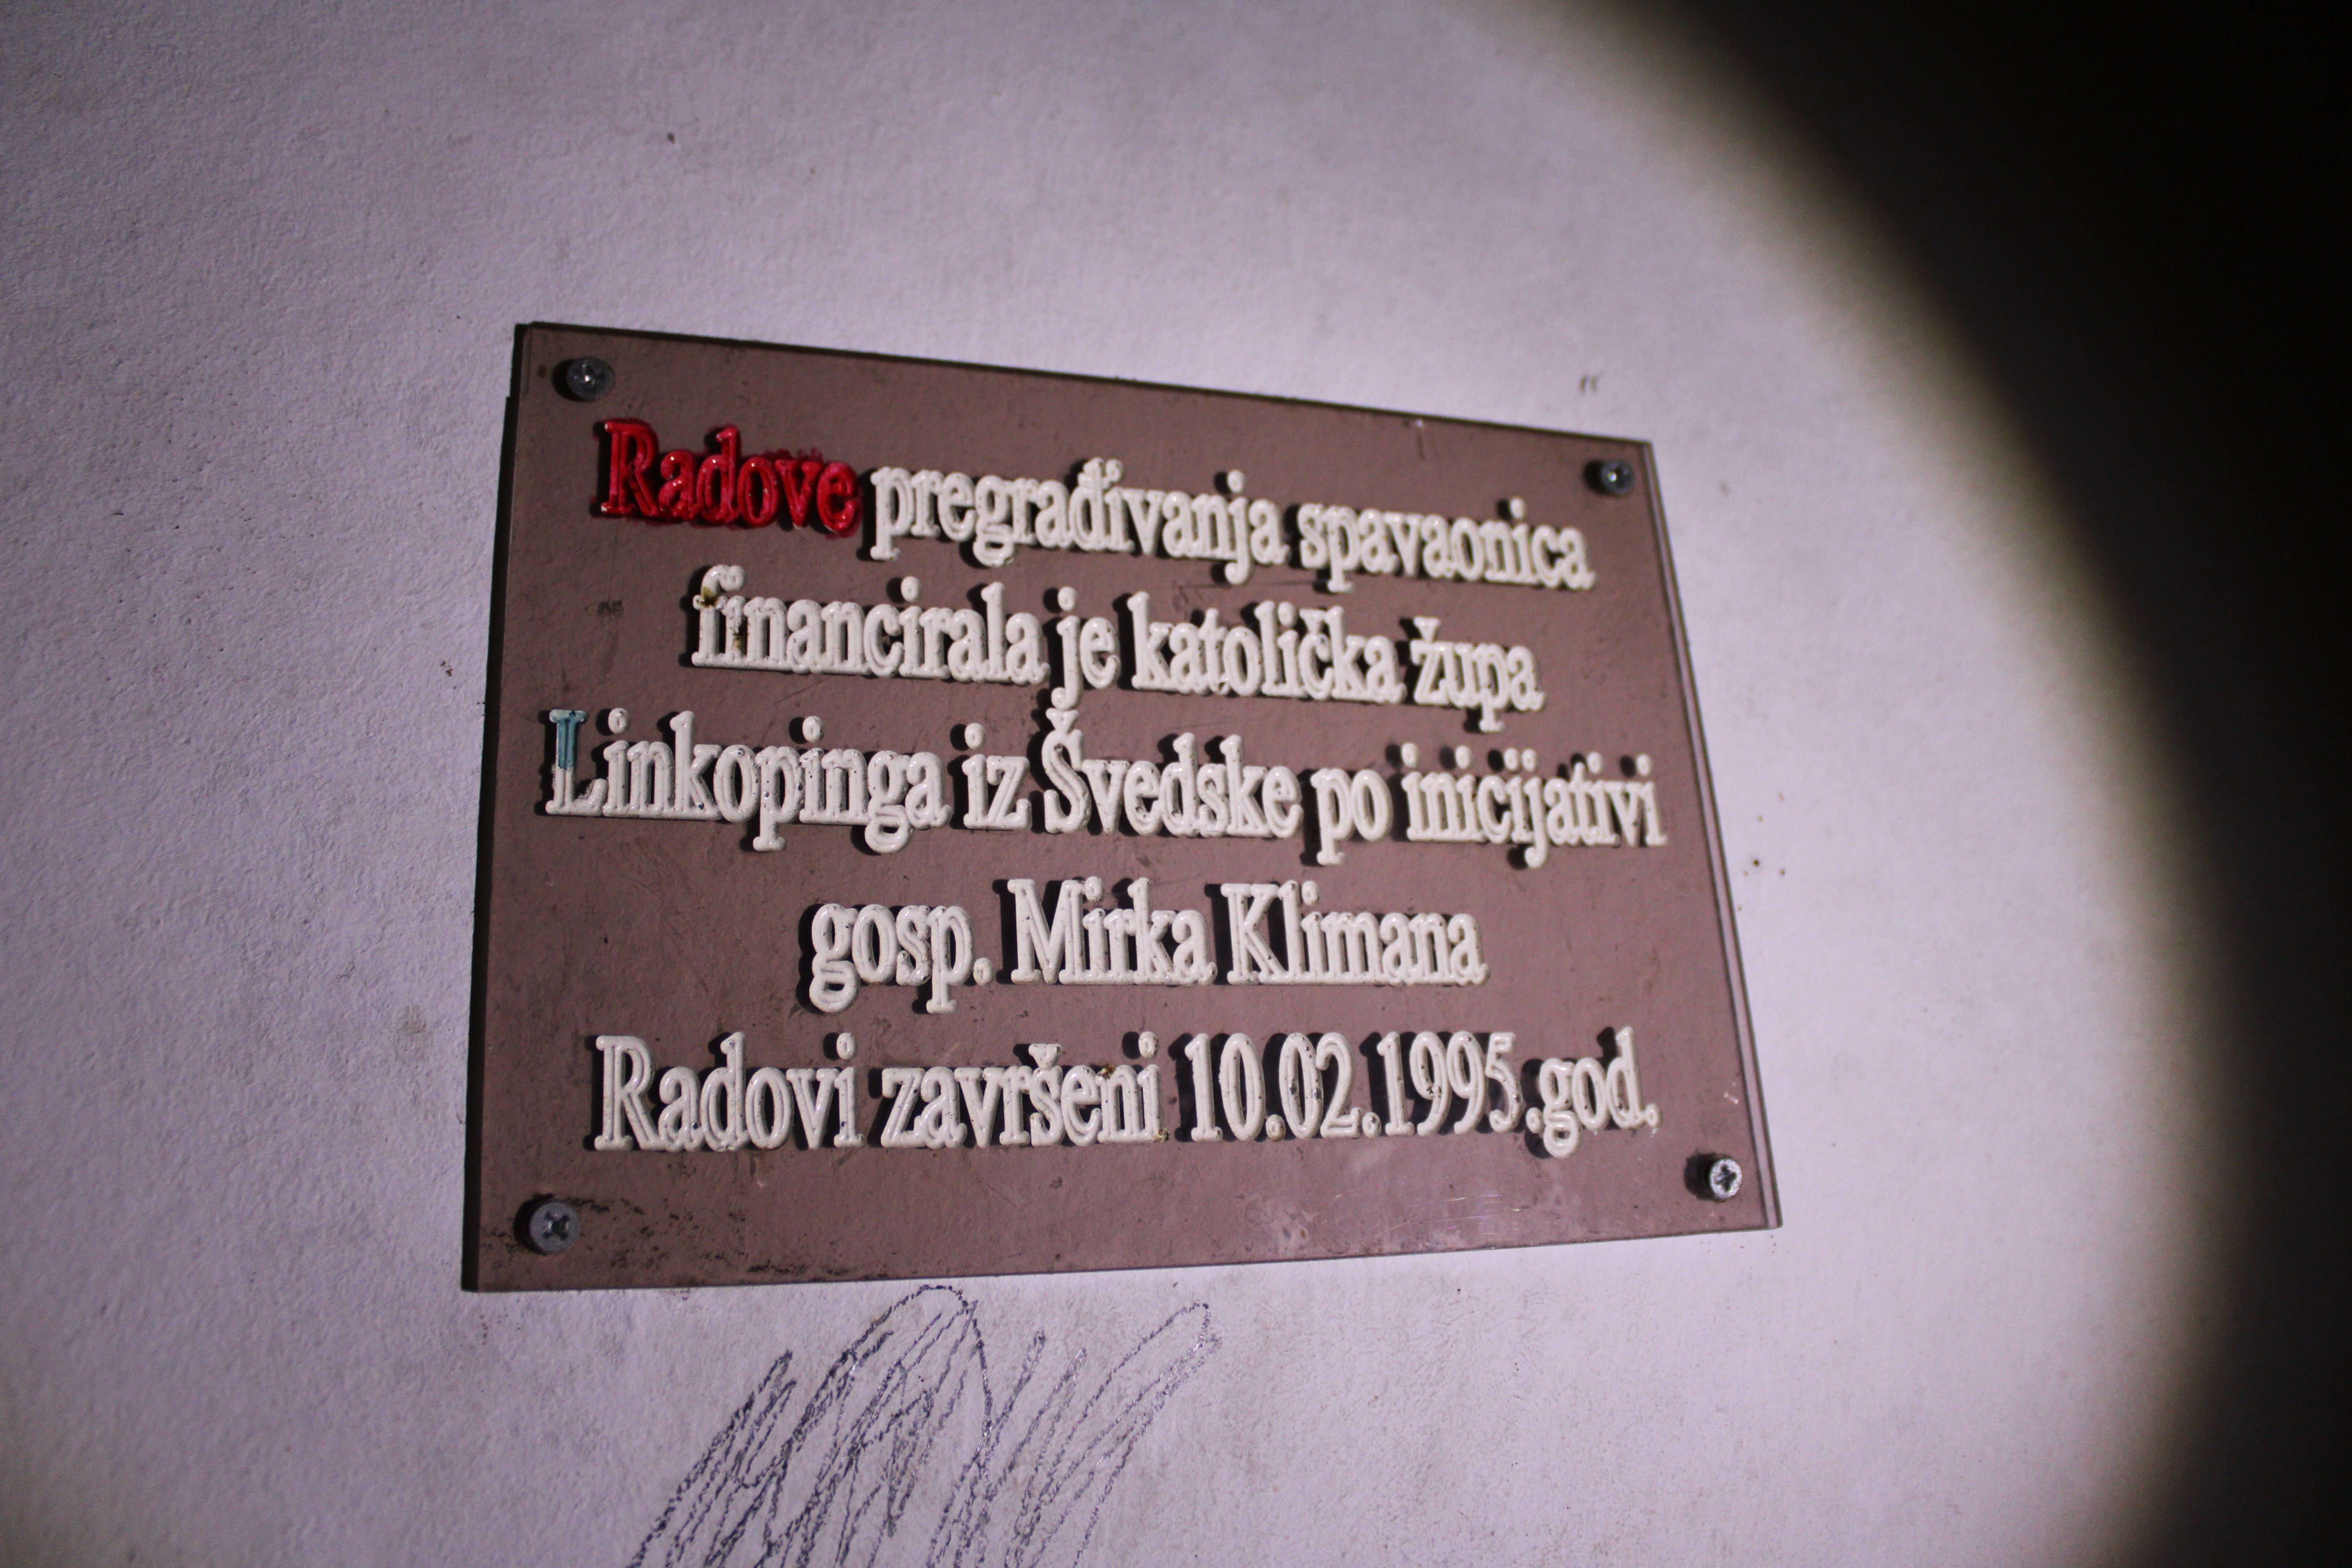 Radove pregrađivanja spavaonica
financirala je katolička župa
Linkopinga iz Švedske po inicijativi
gosp. Mirka Klimana
Radovi završeni 10.02.1995.god.